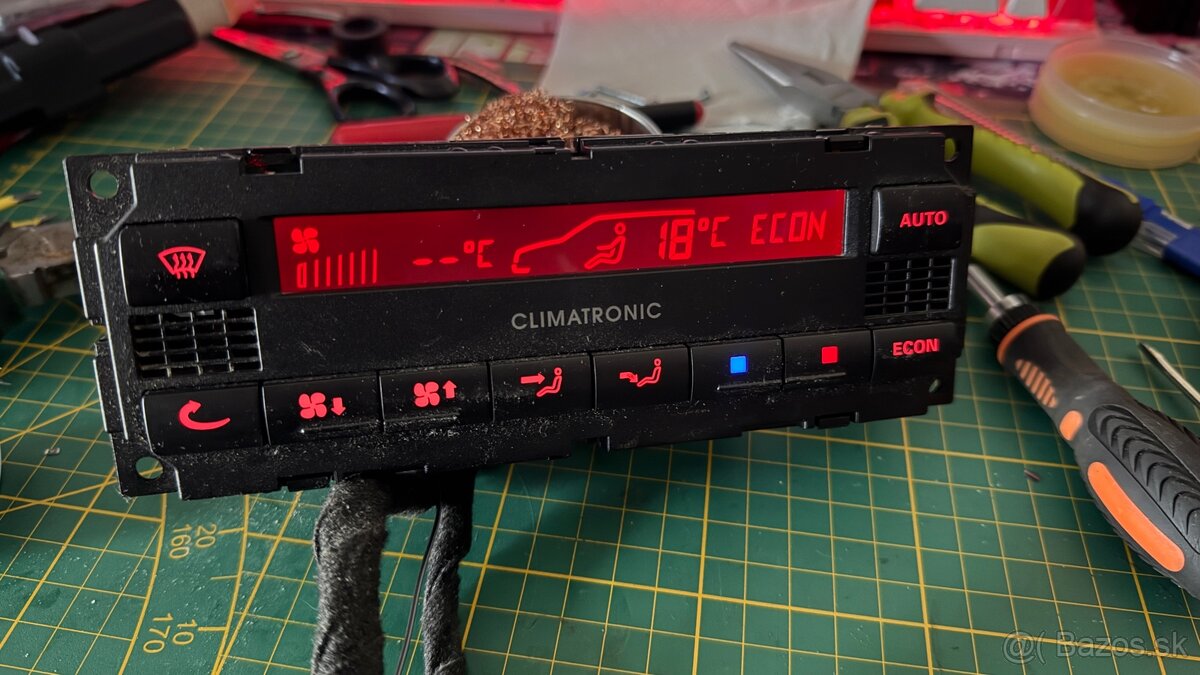 --°C 18°C ECON
AUTO
CLIMATRONIC
ECON
20
160
10
170
@( Bazos.sk